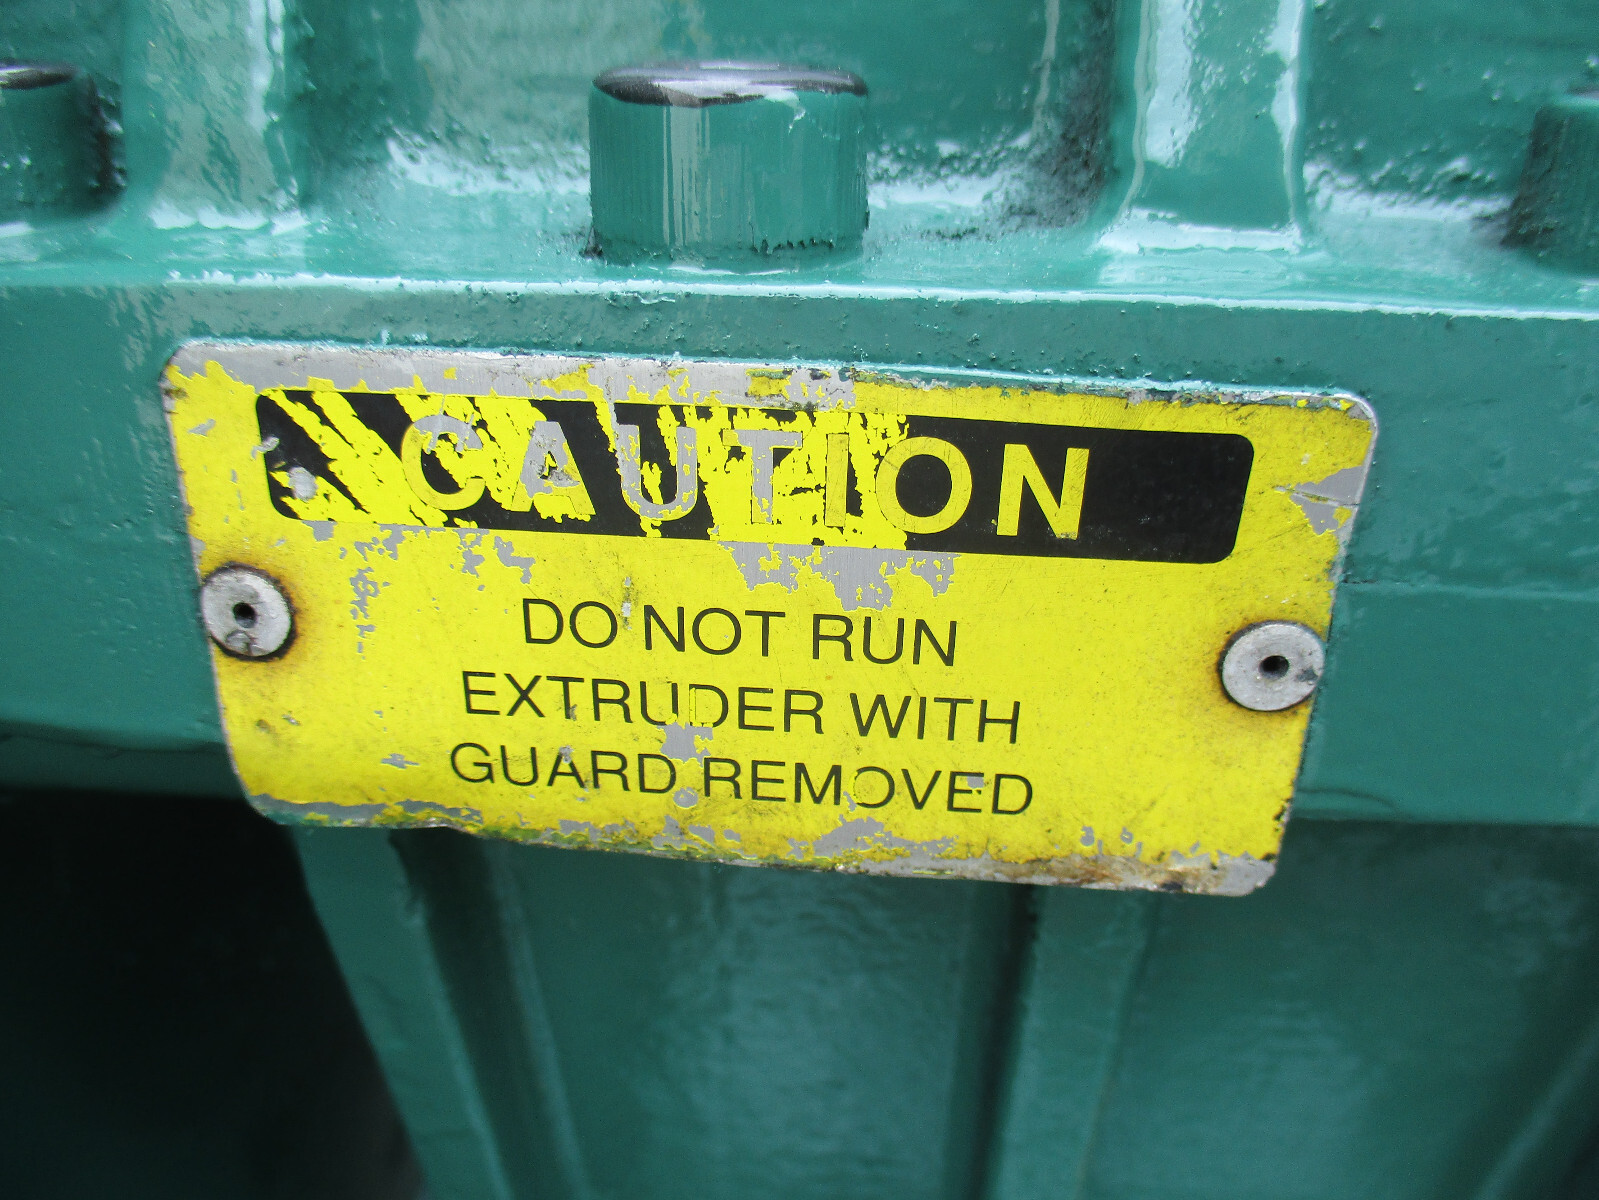 CAUTION
DO NOT RUN
EXTRUDER WITH
GUARD REMOVED